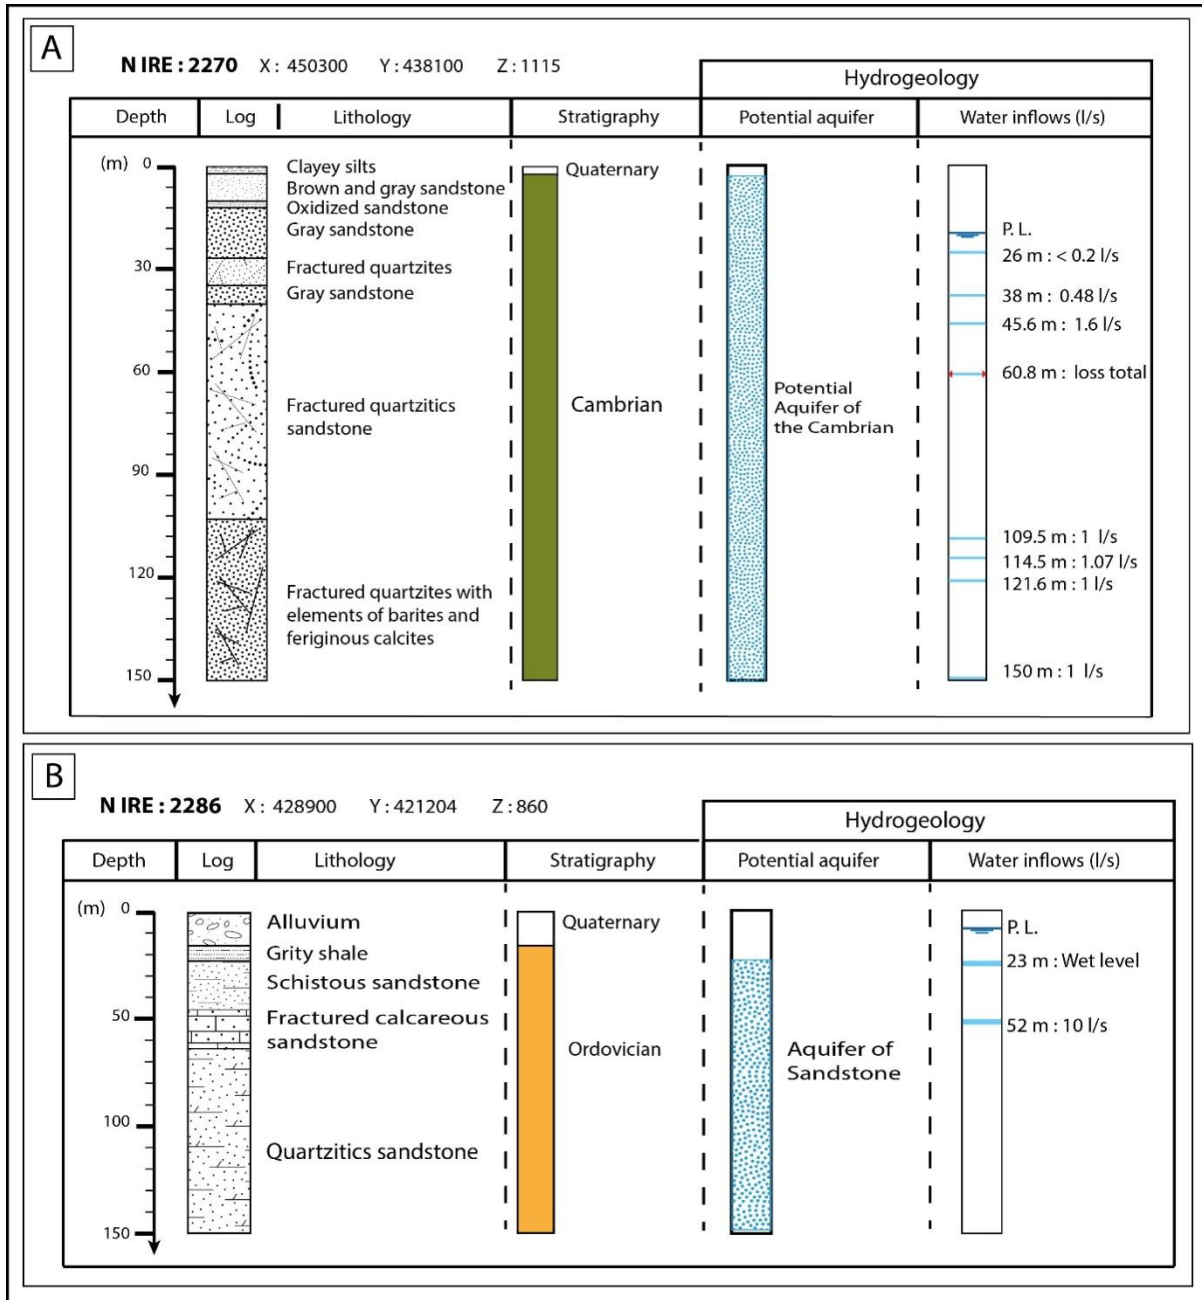 A
N IRE : 2270 X : 450300 Y : 438100 Z : 1115
Hydrogeology
Depth Log Lithology Stratigraphy Potential aquifer Water inflows (l/s)
(m) 0
30
60
90
120
150
Clayey silts
Brown and gray sandstone
Oxidized sandstone
Gray sandstone
Fractured quartzites
Gray sandstone
Fractured quartzitics
sandstone
Fractured quartzites with
elements of barites and
feriginous calcites
Quaternary
Cambrian
Potential
Aquifer of
the Cambrian
P. L.
26 m : < 0.2 l/s
38 m : 0.48 l/s
45.6 m : 1.6 l/s
60.8 m : loss total
109.5 m : 1 l/s
114.5 m : 1.07 l/s
121.6 m : 1 l/s
150 m : 1 l/s
B
N IRE : 2286 X : 428900 Y : 421204 Z : 860
Hydrogeology
Depth Log Lithology Stratigraphy Potential aquifer Water inflows (l/s)
(m) 0
50
100
150
Alluvium
Grity shale
Schistous sandstone
Fractured calcareous
sandstone
Quartzitics sandstone
Quaternary
Ordovician
Aquifer of
Sandstone
P. L.
23 m : Wet level
52 m : 10 l/s